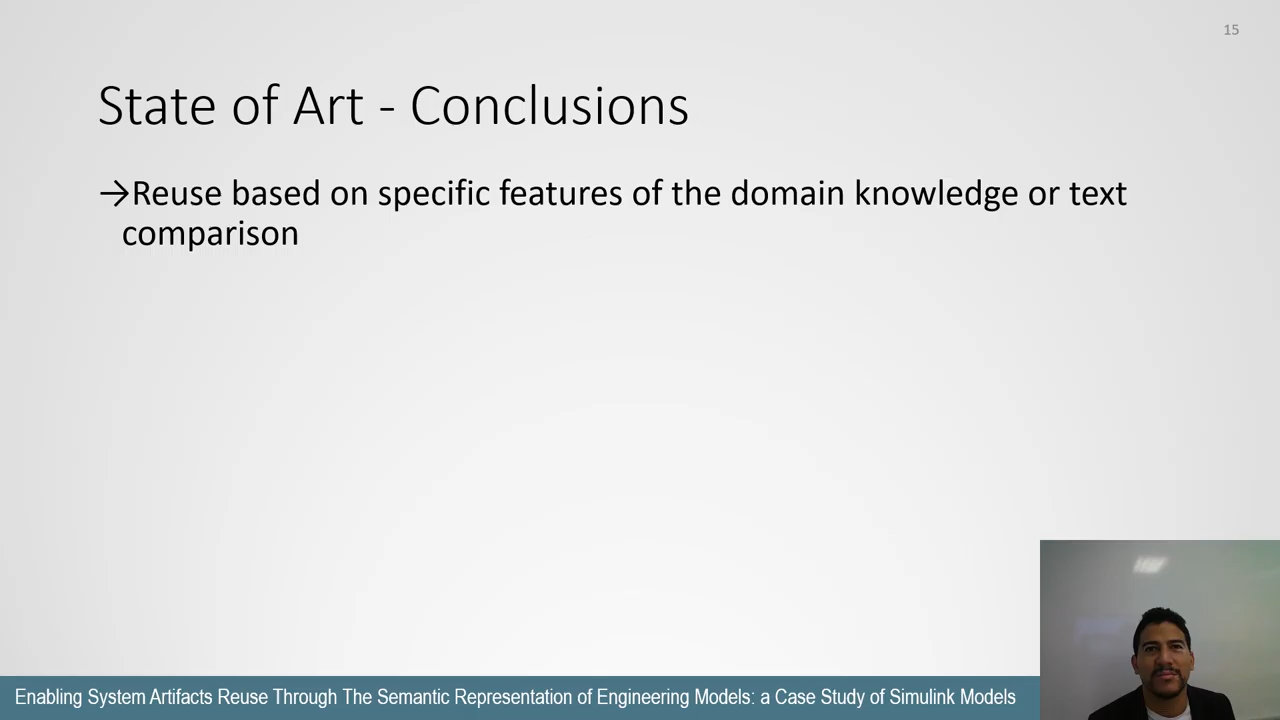 15
State of Art - Conclusions
→Reuse based on specific features of the domain knowledge or text
comparison
Enabling System Artifacts Reuse Through The Semantic Representation of Engineering Models: a Case Study of Simulink Models